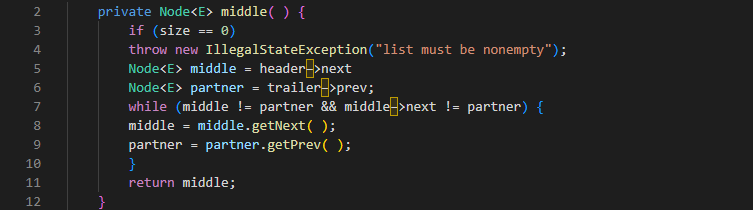 2 private Node<E> middle( ) {
3 if (size == 0)
4 throw new IllegalStateException("list must be nonempty");
5 Node<E> middle = header–>next
6 Node<E> partner = trailer–>prev;
7 while (middle != partner && middle–>next != partner) {
8 middle = middle.getNext( );
9 partner = partner.getPrev( );
10 }
11 return middle;
12 }